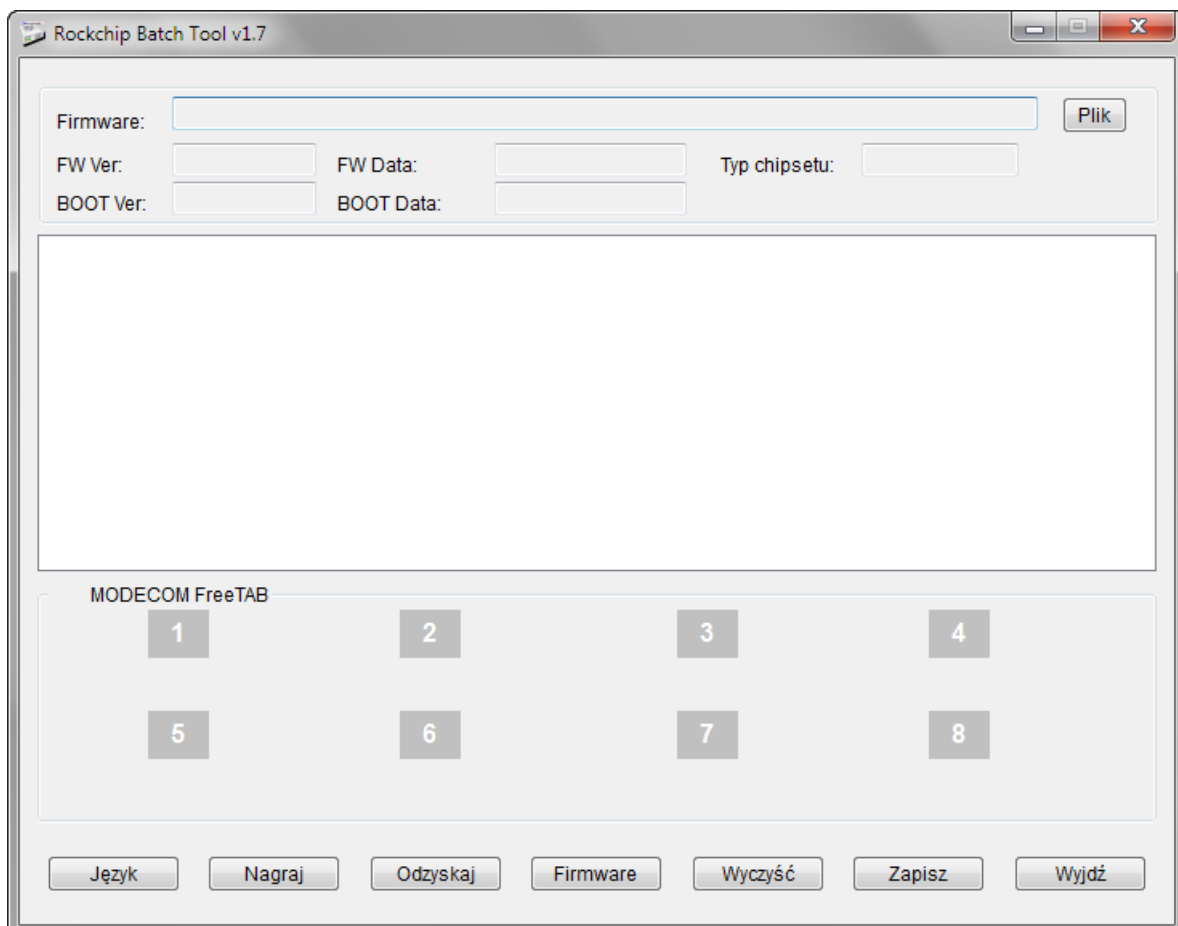 Rockchip Batch Tool v1.7
Firmware: Plik
FW Ver: FW Data: Typ chipsetu:
BOOT Ver: BOOT Data:
MODECOM FreeTAB
1 2 3 4
5 6 7 8
Język Nagraj Odzyskaj Firmware Wyczyść Zapisz Wyjdź